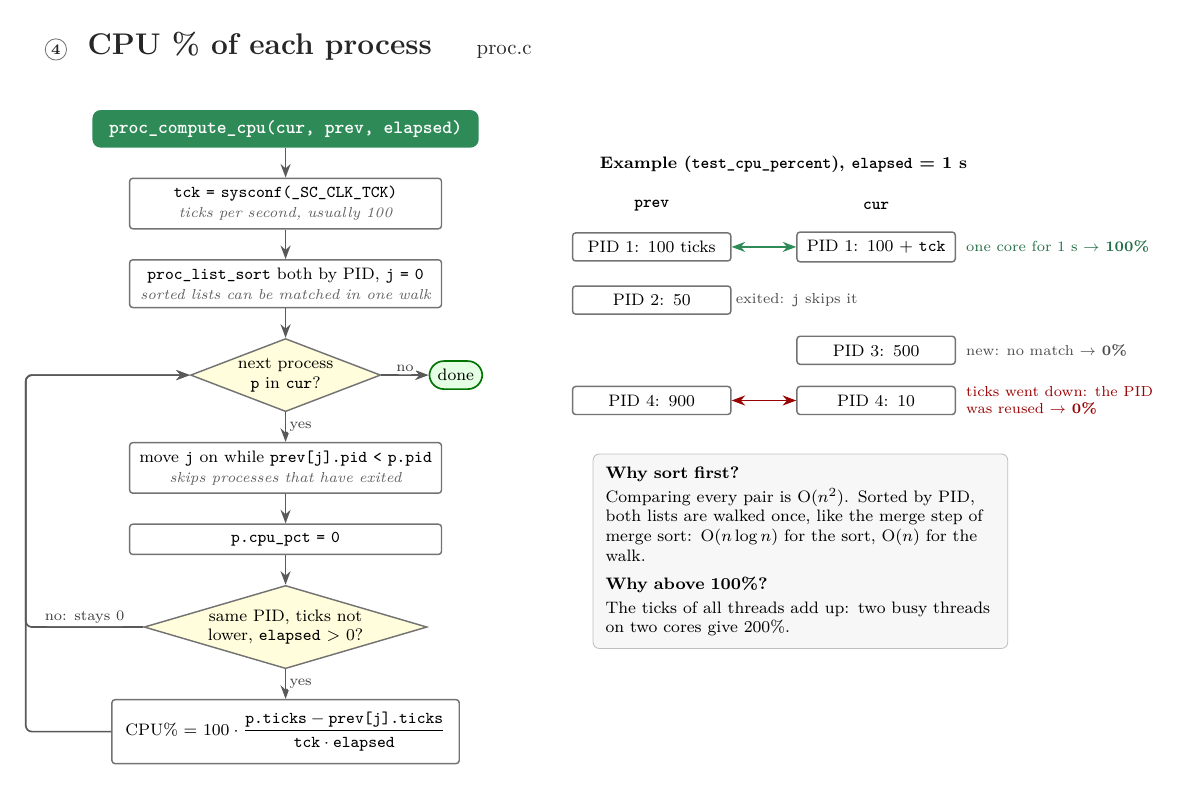 4 CPU % of each process proc.c
proc_compute_cpu(cur, prev, elapsed)
tck = sysconf(_SC_CLK_TCK)
ticks per second, usually 100
proc_list_sort both by PID, j = 0
sorted lists can be matched in one walk
next process
p in cur?
no
done
yes
move j on while prev[j].pid < p.pid
skips processes that have exited
p.cpu_pct = 0
same PID, ticks not
lower, elapsed > 0?
no: stays 0
yes
CPU% = 100 · p.ticks − prev[j].ticks
tck · elapsed
Example (test_cpu_percent), elapsed = 1 s
prev cur
PID 1: 100 ticks PID 1: 100 + tck one core for 1 s → 100%
PID 2: 50 exited: j skips it
PID 3: 500 new: no match → 0%
PID 4: 900 PID 4: 10 ticks went down: the PID
was reused → 0%
Why sort first?
Comparing every pair is O(n²). Sorted by PID,
both lists are walked once, like the merge step of
merge sort: O(n log n) for the sort, O(n) for the
walk.
Why above 100%?
The ticks of all threads add up: two busy threads
on two cores give 200%.